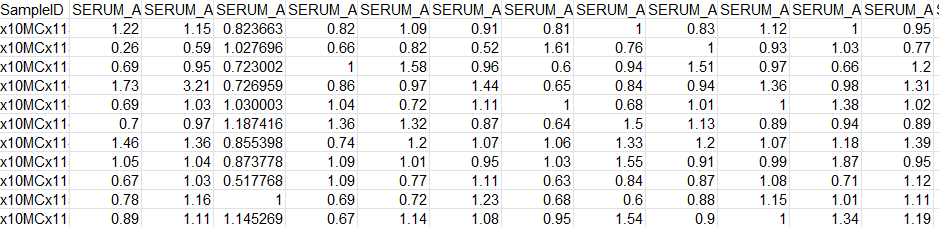 SampleID SERUM_A SERUM_A SERUM_A SERUM_A SERUM_A SERUM_A SERUM_A SERUM_A SERUM_A SERUM_A SERUM_A SERUM_A
x10MCx11 1.22 1.15 0.823663 0.82 1.09 0.91 0.81 1 0.83 1.12 1 0.95
x10MCx11 0.26 0.59 1.027696 0.66 0.82 0.52 1.61 0.76 1 0.93 1.03 0.77
x10MCx11 0.69 0.95 0.723002 1 1.58 0.96 0.6 0.94 1.51 0.97 0.66 1.2
x10MCx11 1.73 3.21 0.726959 0.86 0.97 1.44 0.65 0.84 0.94 1.36 0.98 1.31
x10MCx11 0.69 1.03 1.030003 1.04 0.72 1.11 1 0.68 1.01 1 1.38 1.02
x10MCx11 0.7 0.97 1.187416 1.36 1.32 0.87 0.64 1.5 1.13 0.89 0.94 0.89
x10MCx11 1.46 1.36 0.855398 0.74 1.2 1.07 1.06 1.33 1.2 1.07 1.18 1.39
x10MCx11 1.05 1.04 0.873778 1.09 1.01 0.95 1.03 1.55 0.91 0.99 1.87 0.95
x10MCx11 0.67 1.03 0.517768 1.09 0.77 1.11 0.63 0.84 0.87 1.08 0.71 1.12
x10MCx11 0.78 1.16 1 0.69 0.72 1.23 0.68 0.6 0.88 1.15 1.01 1.11
x10MCx11 0.89 1.11 1.145269 0.67 1.14 1.08 0.95 1.54 0.9 1 1.34 1.19